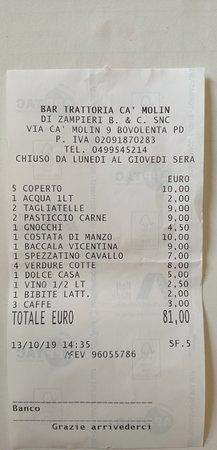 BAR TRATTORIA CA' MOLIN
DI ZAMPIERI B. & C. SNC
VIA CA' MOLIN 9 BOVOLENTA PD
P. IVA 02091870283
TEL. 0499545214
CHIUSO DA LUNEDI AL GIOVEDI SERA
EURO
5 COPERTO 10,00
1 ACQUA 1LT 2,00
2 TAGLIATELLE 9,00
2 PASTICCIO CARNE 9,00
1 GNOCCHI 4,50
1 COSTATA DI MANZO 10,00
1 BACCALA VICENTINA 9,00
1 SPEZZATINO CAVALLO 7,00
4 VERDURE COTTE 8,00
1 DOLCE CASA 5,00
1 VINO 1/2 LT 2,50
1 BIBITE LATT. 2,00
3 CAFFE 3,00
TOTALE EURO 81,00
13/10/19 14:35 SF.5
MFEV 96055786
Banco
Grazie arrivederci